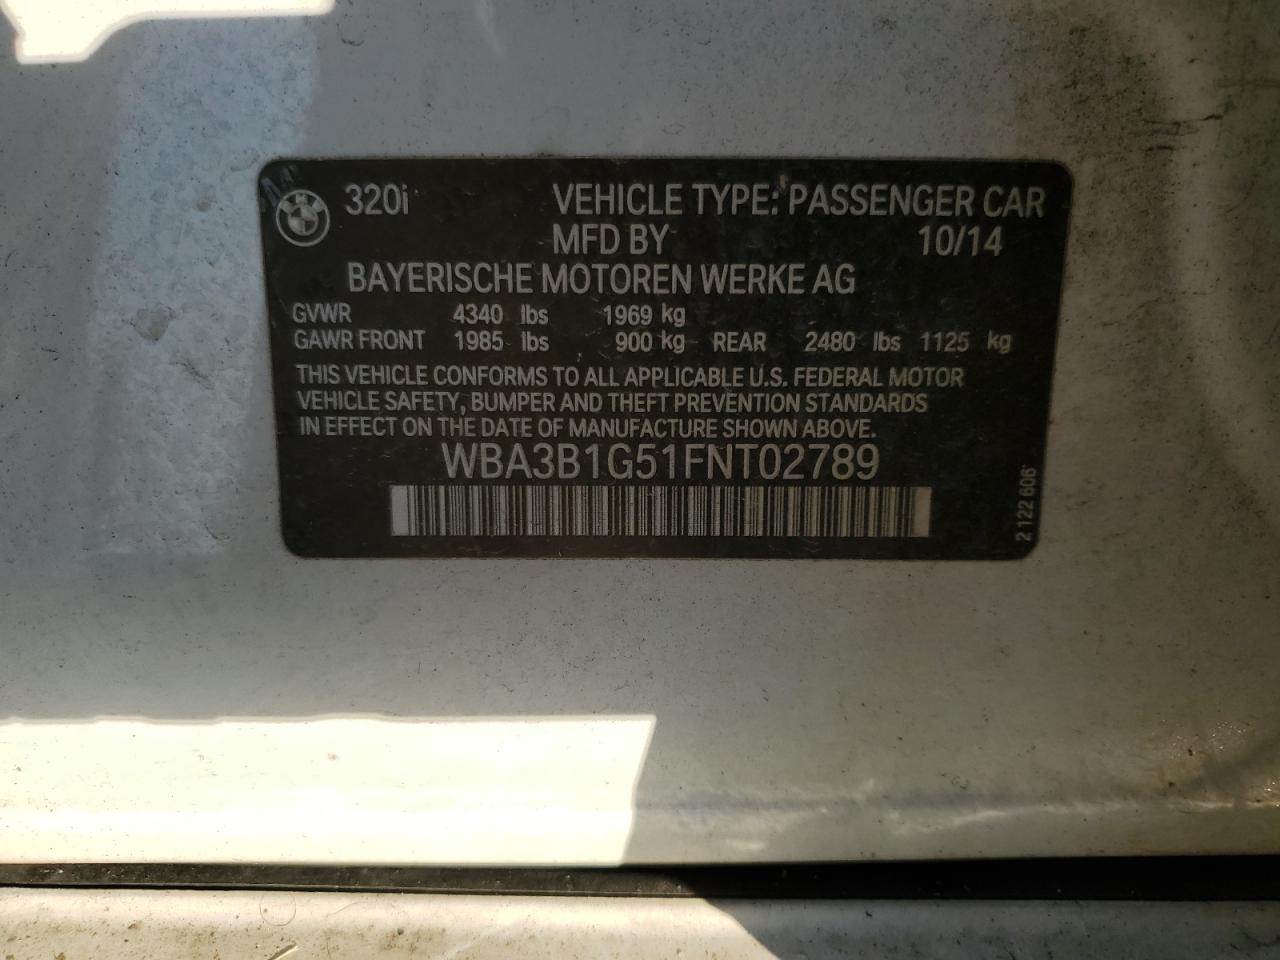 320i VEHICLE TYPE: PASSENGER CAR
MFD BY 10/14
BAYERISCHE MOTOREN WERKE AG
GVWR 4340 lbs 1969 kg
GAWR FRONT 1985 lbs 900 kg REAR 2480 lbs 1125 kg
THIS VEHICLE CONFORMS TO ALL APPLICABLE U.S. FEDERAL MOTOR
VEHICLE SAFETY, BUMPER AND THEFT PREVENTION STANDARDS
IN EFFECT ON THE DATE OF MANUFACTURE SHOWN ABOVE.
WBA3B1G51FNT02789
2 122 606